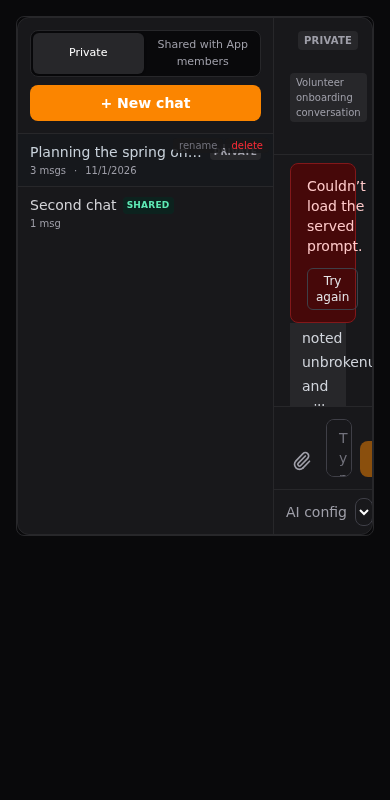 Private
Shared with App
members
+ New chat
rename · delete
Planning the spring on…
3 msgs · 11/1/2026
Second chat SHARED
1 msg
PRIVATE
Volunteer
onboarding
conversation
Couldn’t
load the
served
prompt.
Try
again
noted
unbroken
and
Ty
AI config